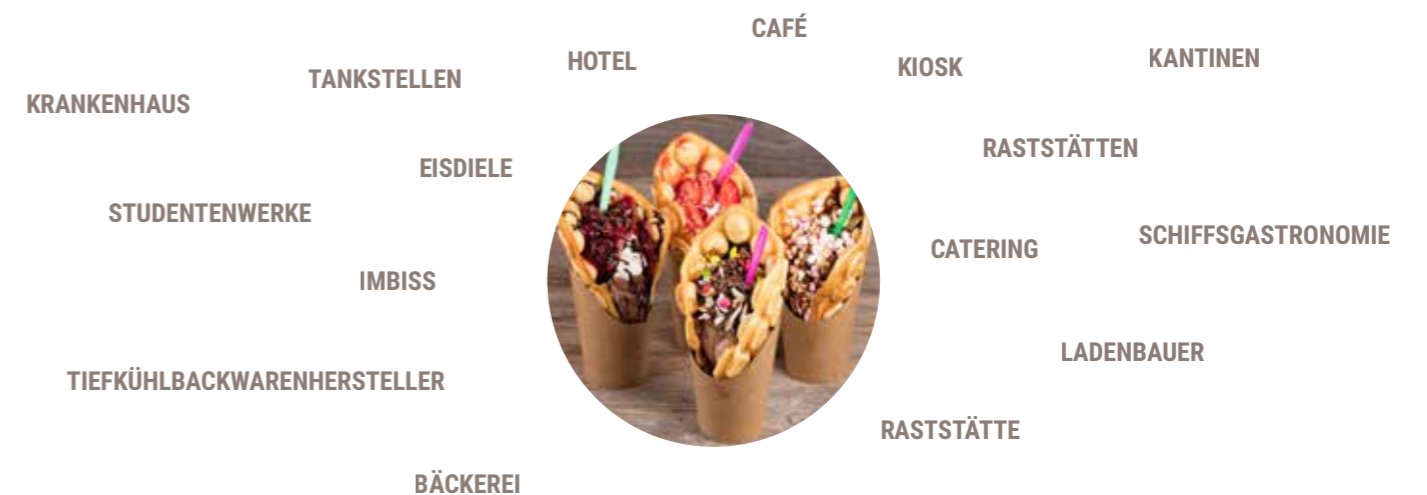 CAFÉ
HOTEL
KIOSK
KANTINEN
TANKSTELLEN
KRANKENHAUS
RASTSTÄTTEN
EISDIELE
STUDENTENWERKE
SCHIFFSGASTRONOMIE
CATERING
IMBISS
LADENBAUER
TIEFKÜHLBACKWARENHERSTELLER
RASTSTÄTTE
BÄCKEREI